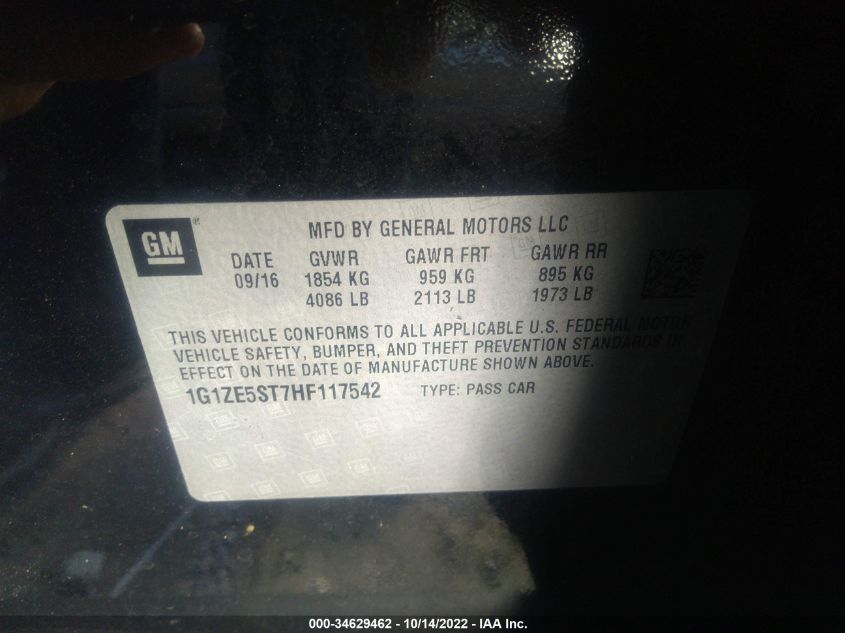 GM®
MFD BY GENERAL MOTORS LLC
DATE GVWR GAWR FRT GAWR RR
09/16 1854 KG 959 KG 895 KG
4086 LB 2113 LB 1973 LB
THIS VEHICLE CONFORMS TO ALL APPLICABLE U.S. FEDERAL MOTOR
VEHICLE SAFETY, BUMPER, AND THEFT PREVENTION STANDARDS IN
EFFECT ON THE DATE OF MANUFACTURE SHOWN ABOVE.
1G1ZE5ST7HF117542 TYPE: PASS CAR
000-34629462 - 10/14/2022 - IAA Inc.